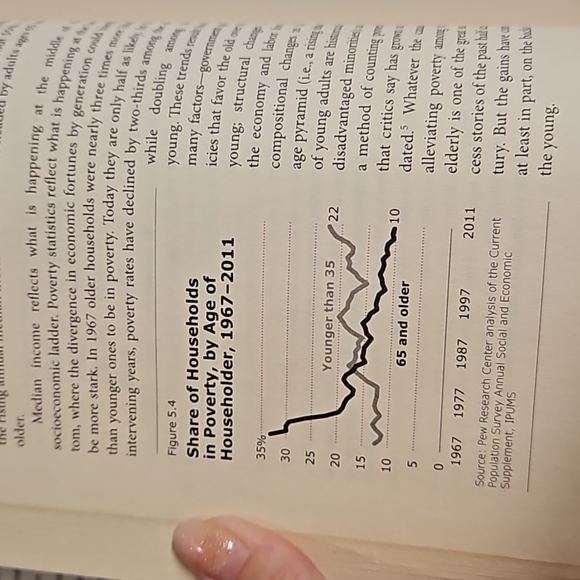 older.
Median income reflects what is happening at the middle
socioeconomic ladder. Poverty statistics reflect what is happening at
tom, where the divergence in economic fortunes by generation could
be more stark. In 1967 older households were nearly three times more
than younger ones to be in poverty. Today they are only half as likely.
intervening years, poverty rates have declined by two-thirds among
while doubling among
young. These trends
many factors—government
icies that favor the old
young; structural
the economy and labor
compositional changes
age pyramid (i.e., a rising
of young adults are
disadvantaged minorities
a method of counting
that critics say has grown
dated.5 Whatever the
alleviating poverty among
elderly is one of the great
cess stories of the past half
tury. But the gains have
at least in part, on the
the young.
Figure 5.4
Share of Households
in Poverty, by Age of
Householder, 1967–2011
35%
30
25
20
15
10
5
0
Younger than 35
22
10
65 and older
1967 1977 1987 1997 2011
Source: Pew Research Center analysis of the Current
Population Survey Annual Social and Economic
Supplement, IPUMS